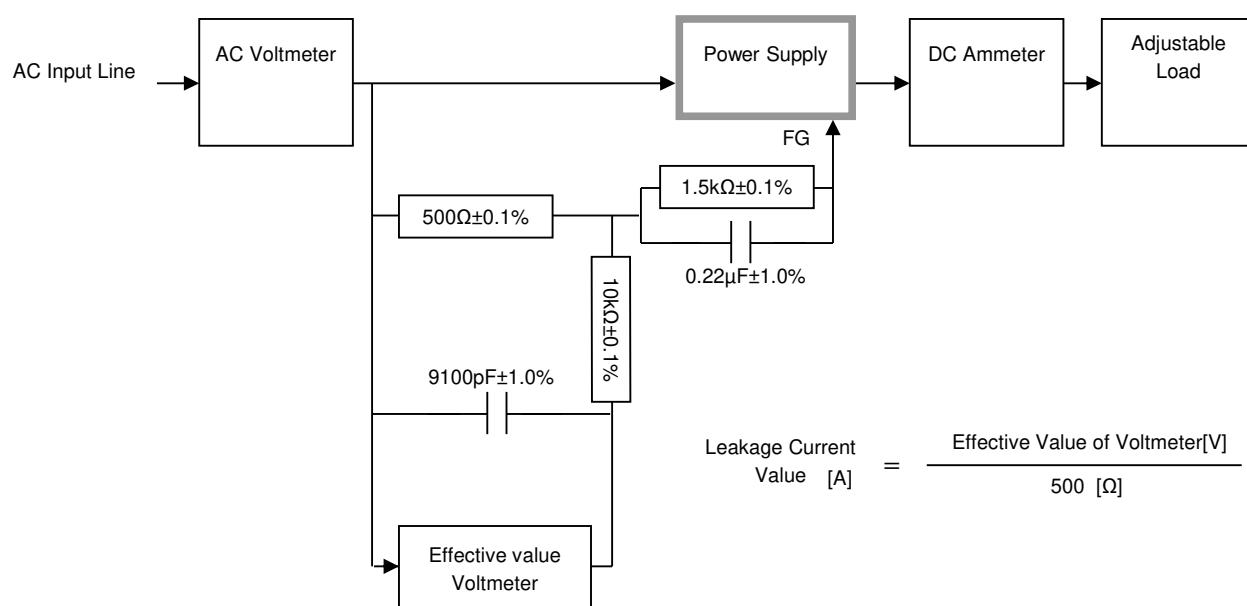 AC Input Line
AC Voltmeter
Power Supply
DC Ammeter
Adjustable
Load
FG
1.5kΩ±0.1%
500Ω±0.1%
0.22µF±1.0%
10kΩ±0.1%
9100pF±1.0%
Effective value
Voltmeter
Leakage Current
Value [A]
=
Effective Value of Voltmeter[V]
500 [Ω]